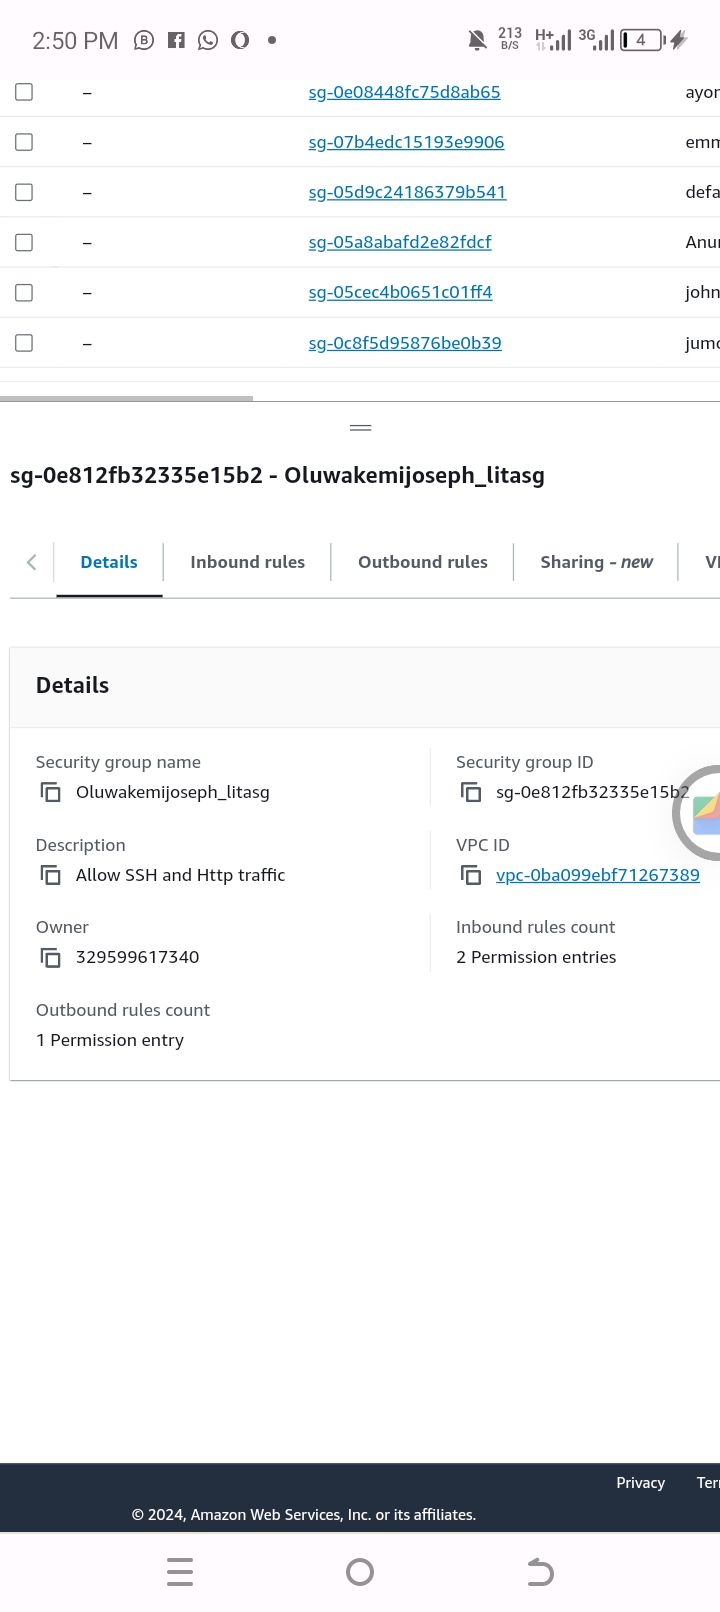 2:50 PM
213 B/S H+ 3G 4
– sg-0e08448fc75d8ab65 ayor
– sg-07b4edc15193e9906 emm
– sg-05d9c24186379b541 defa
– sg-05a8abafd2e82fdcf Anu
– sg-05cec4b0651c01ff4 john
– sg-0c8f5d95876be0b39 jumo
sg-0e812fb32335e15b2 - Oluwakemijoseph_litasg
Details Inbound rules Outbound rules Sharing - new
Details
Security group name Security group ID
Oluwakemijoseph_litasg sg-0e812fb32335e15b2
Description VPC ID
Allow SSH and Http traffic vpc-0ba099ebf71267389
Owner Inbound rules count
329599617340 2 Permission entries
Outbound rules count
1 Permission entry
Privacy Ter
© 2024, Amazon Web Services, Inc. or its affiliates.